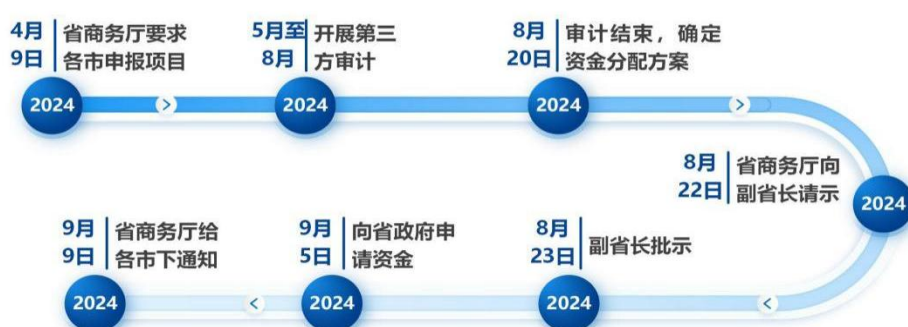 4月
9日
省商务厅要求
各市申报项目
2024
5月至
8月
开展第三
方审计
2024
8月
20日
审计结束，确定
资金分配方案
2024
8月
22日
省商务厅向
副省长请示
2024
8月
23日
副省长批示
2024
9月
5日
向省政府申
请资金
2024
9月
9日
省商务厅给
各市下通知
2024